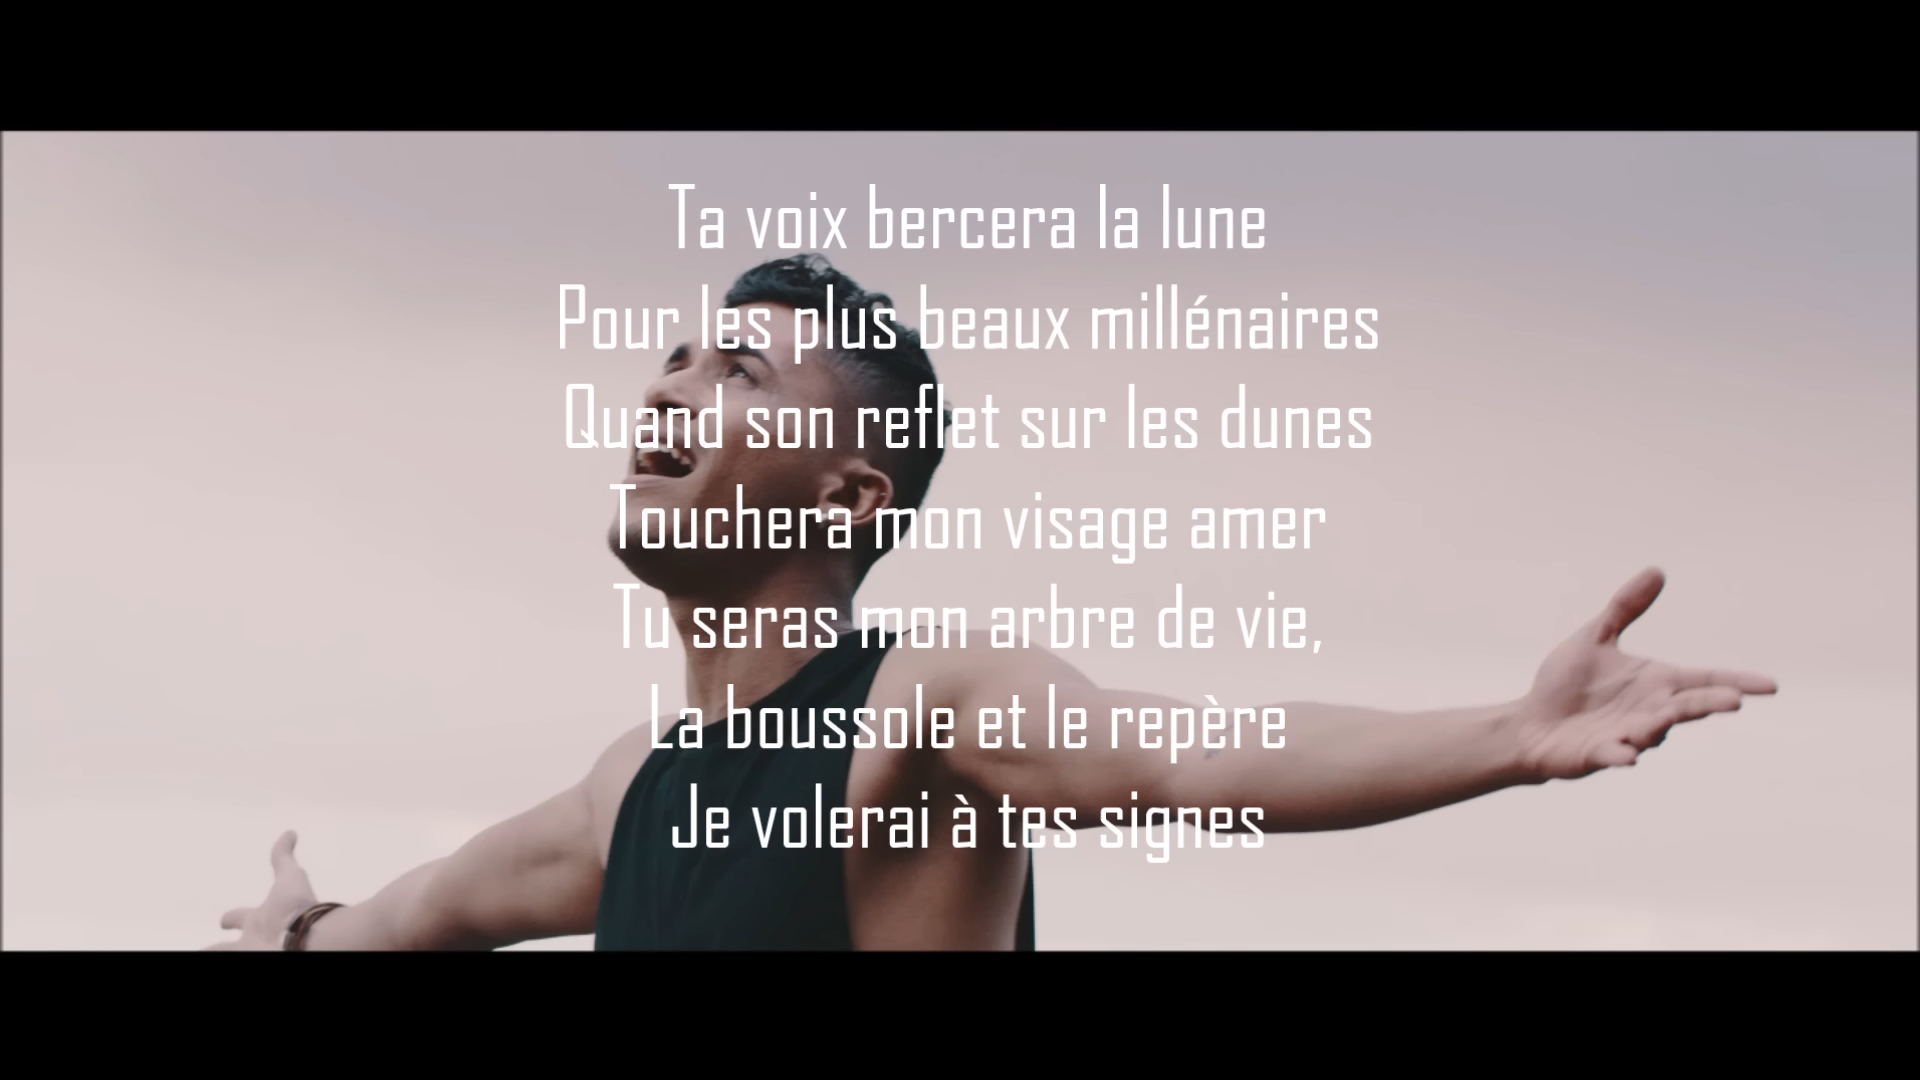 Ta voix bercera la lune
Pour les plus beaux millénaires
Quand son reflet sur les dunes
Touchera mon visage amer
Tu seras mon arbre de vie,
La boussole et le repère
Je volerai à tes signes